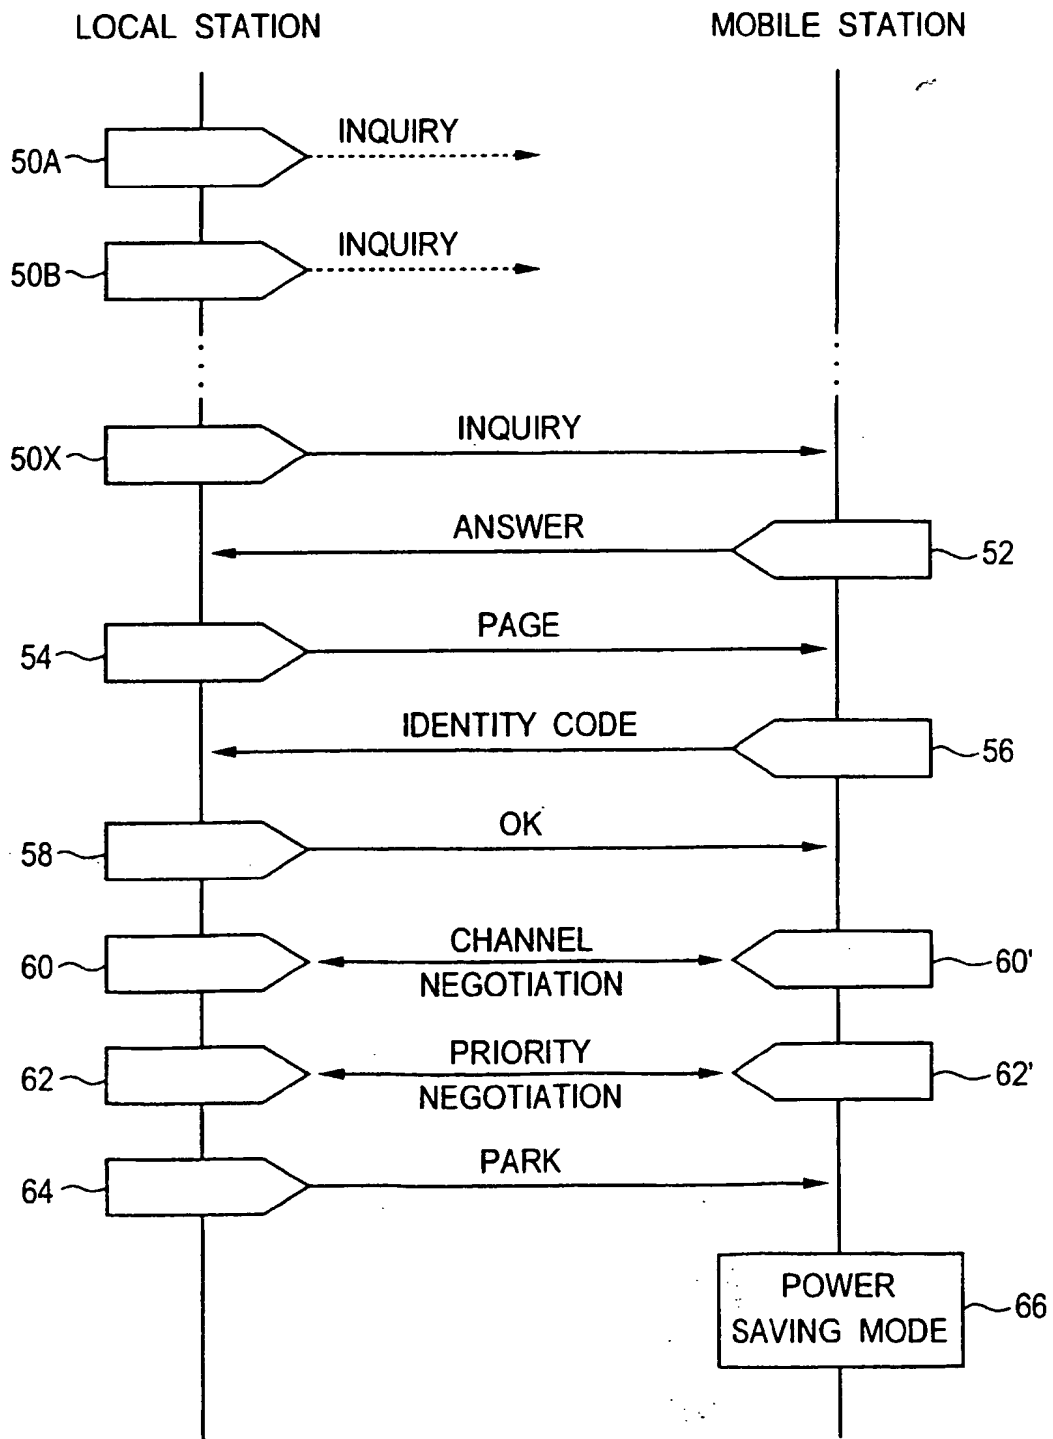 LOCAL STATION
MOBILE STATION
INQUIRY
50A
INQUIRY
50B
INQUIRY
50X
ANSWER
52
PAGE
54
IDENTITY CODE
56
OK
58
CHANNEL
NEGOTIATION
60
60'
PRIORITY
NEGOTIATION
62
62'
PARK
64
POWER
SAVING MODE
66